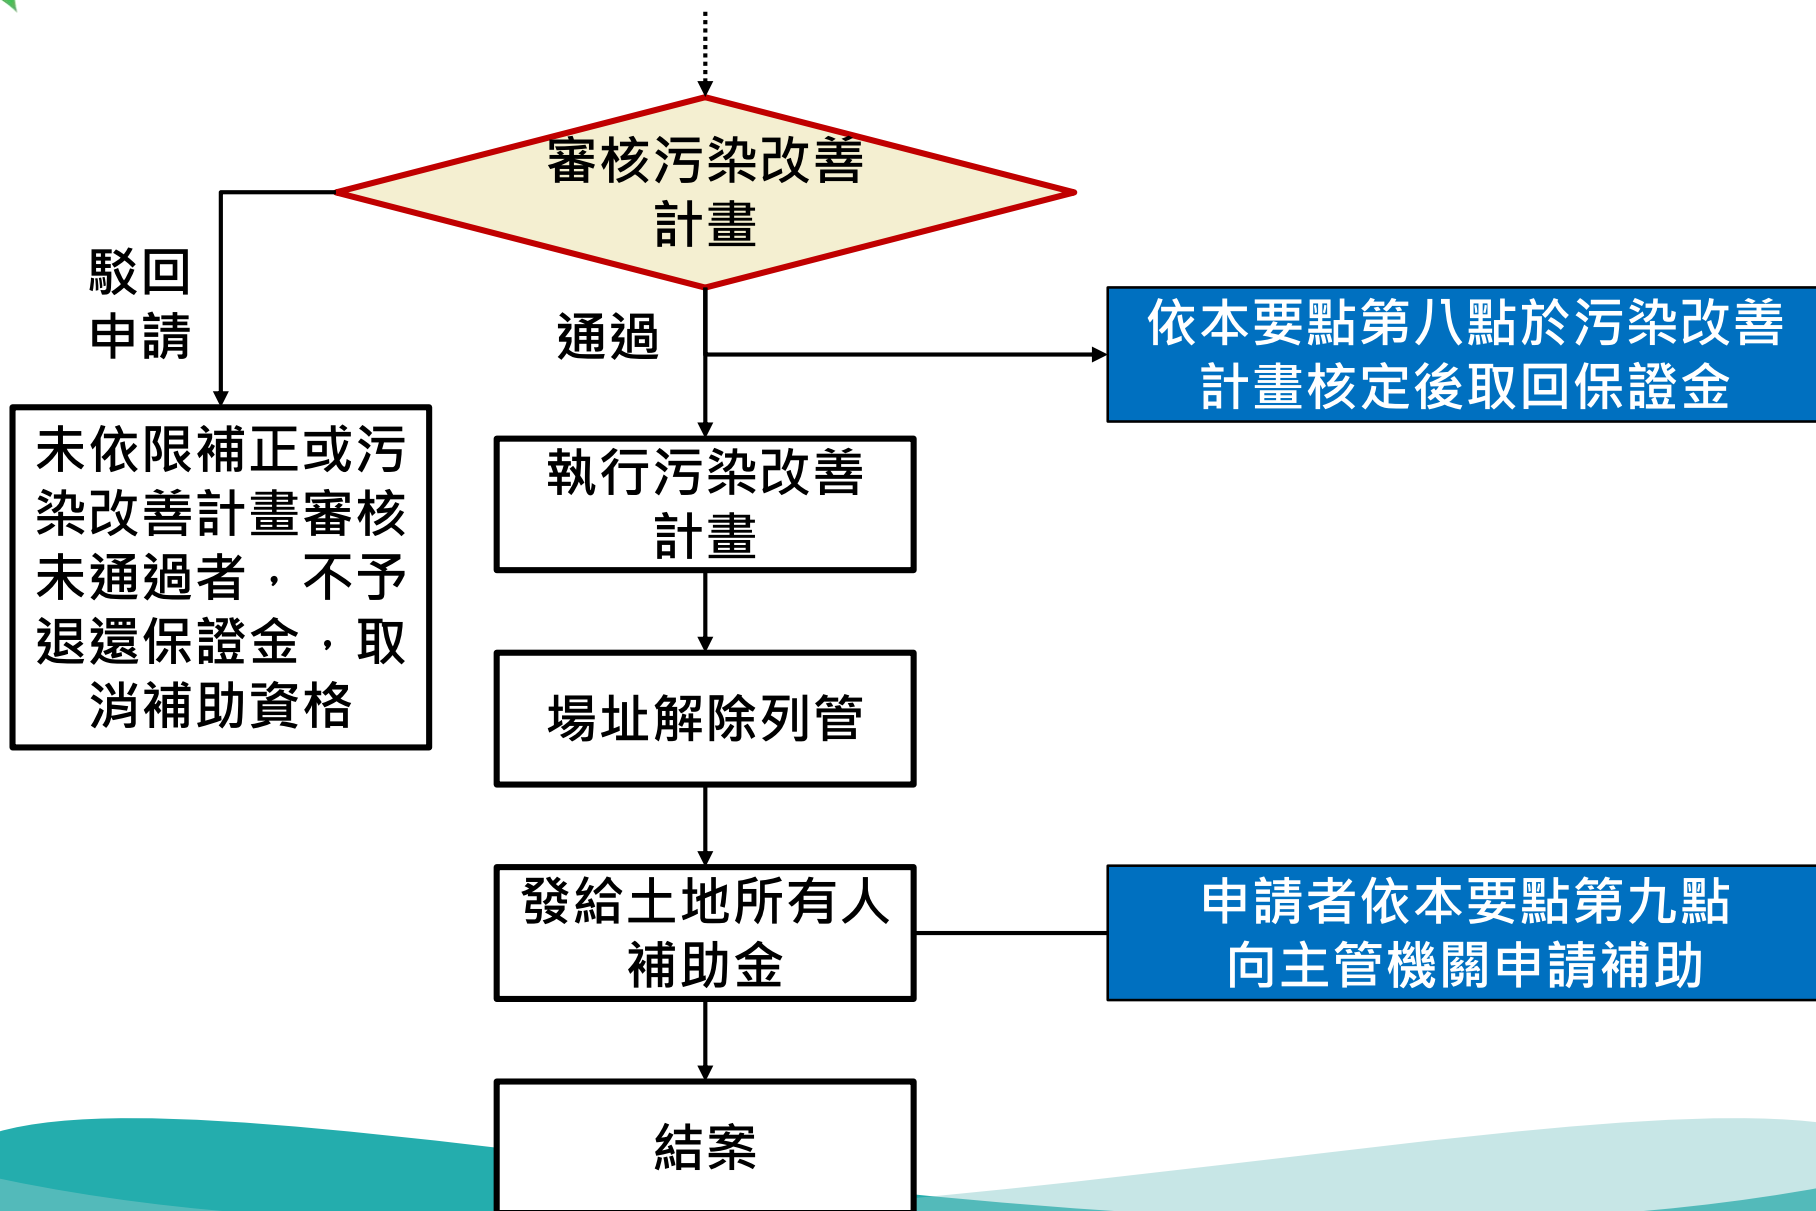 審核污染改善
計畫
駁回
申請
通過
依本要點第八點於污染改善
計畫核定後取回保證金
未依限補正或污
染改善計畫審核
未通過者，不予
退還保證金，取
消補助資格
執行污染改善
計畫
場址解除列管
發給土地所有人
補助金
申請者依本要點第九點
向主管機關申請補助
結案